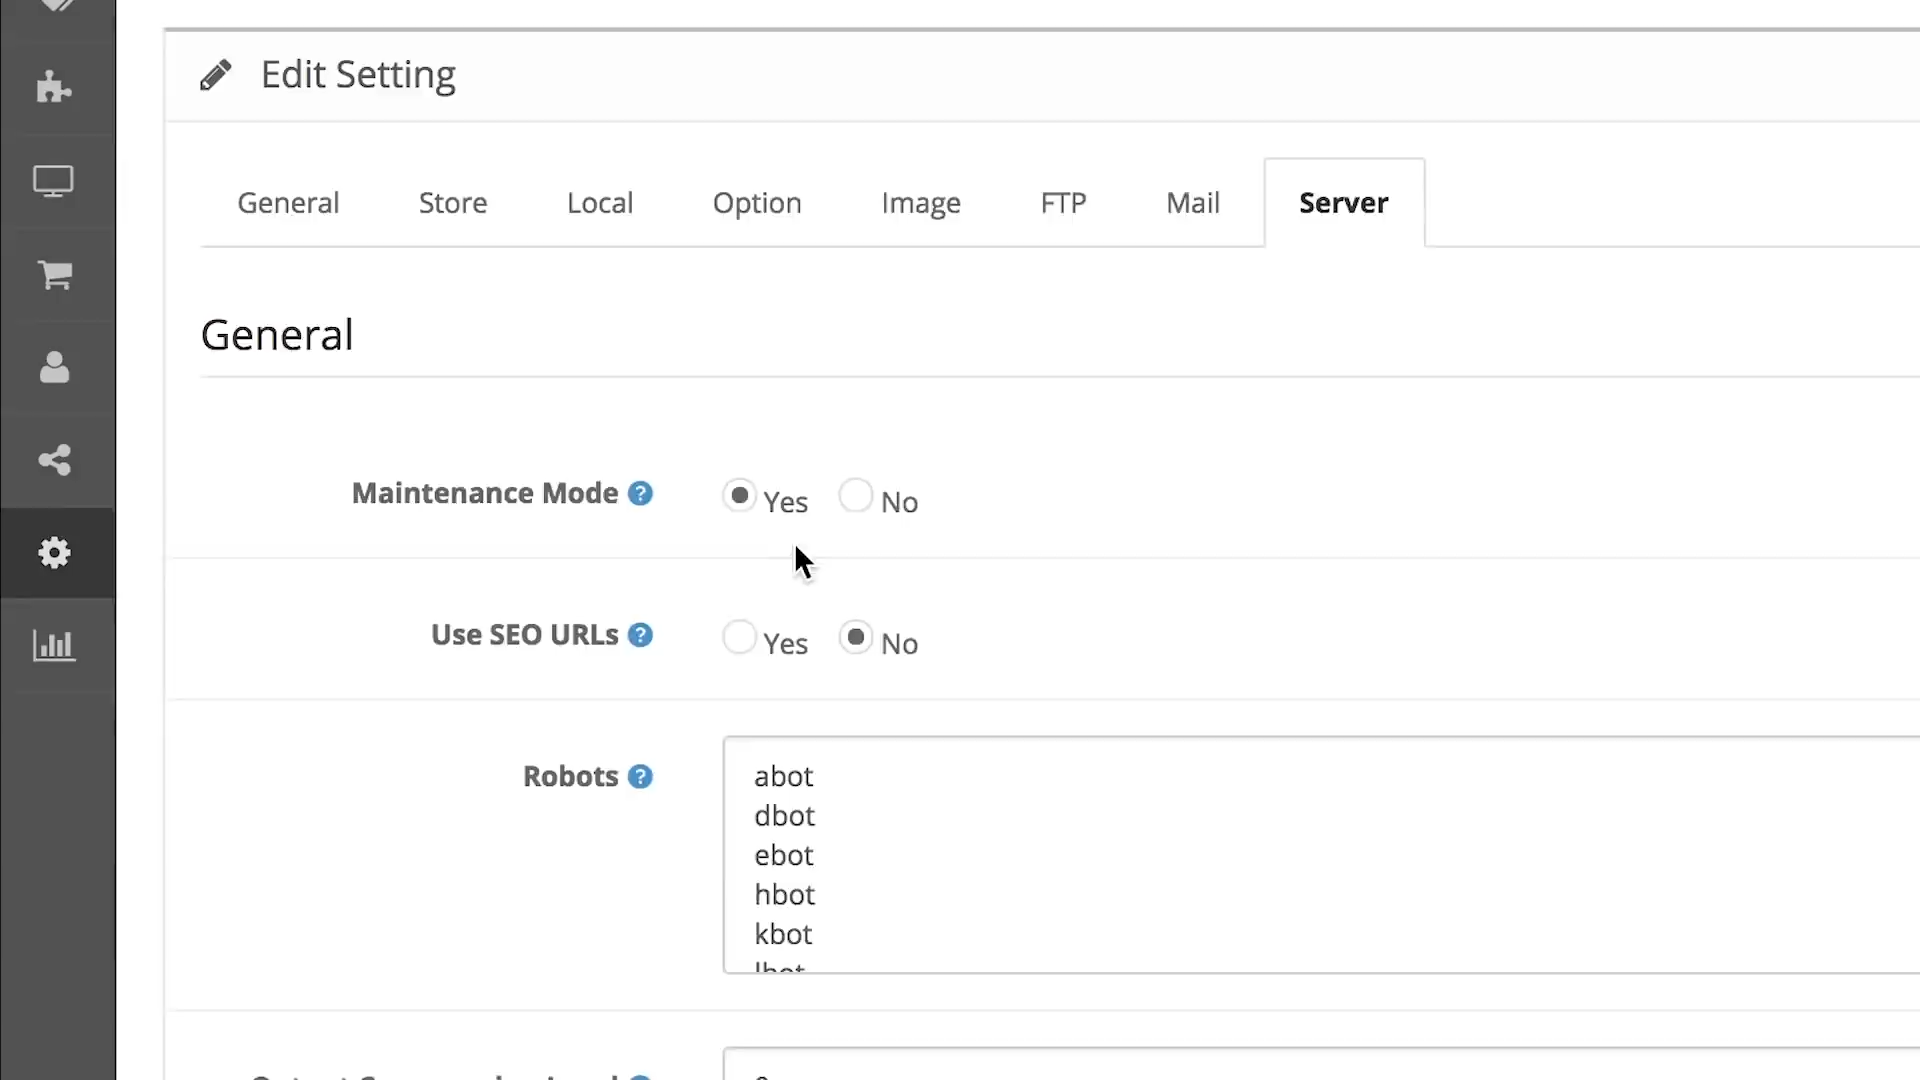 Edit Setting
General Store Local Option Image FTP Mail Server
General
Maintenance Mode ? Yes No
Use SEO URLs ? Yes No
Robots ? abot
dbot
ebot
hbot
kbot